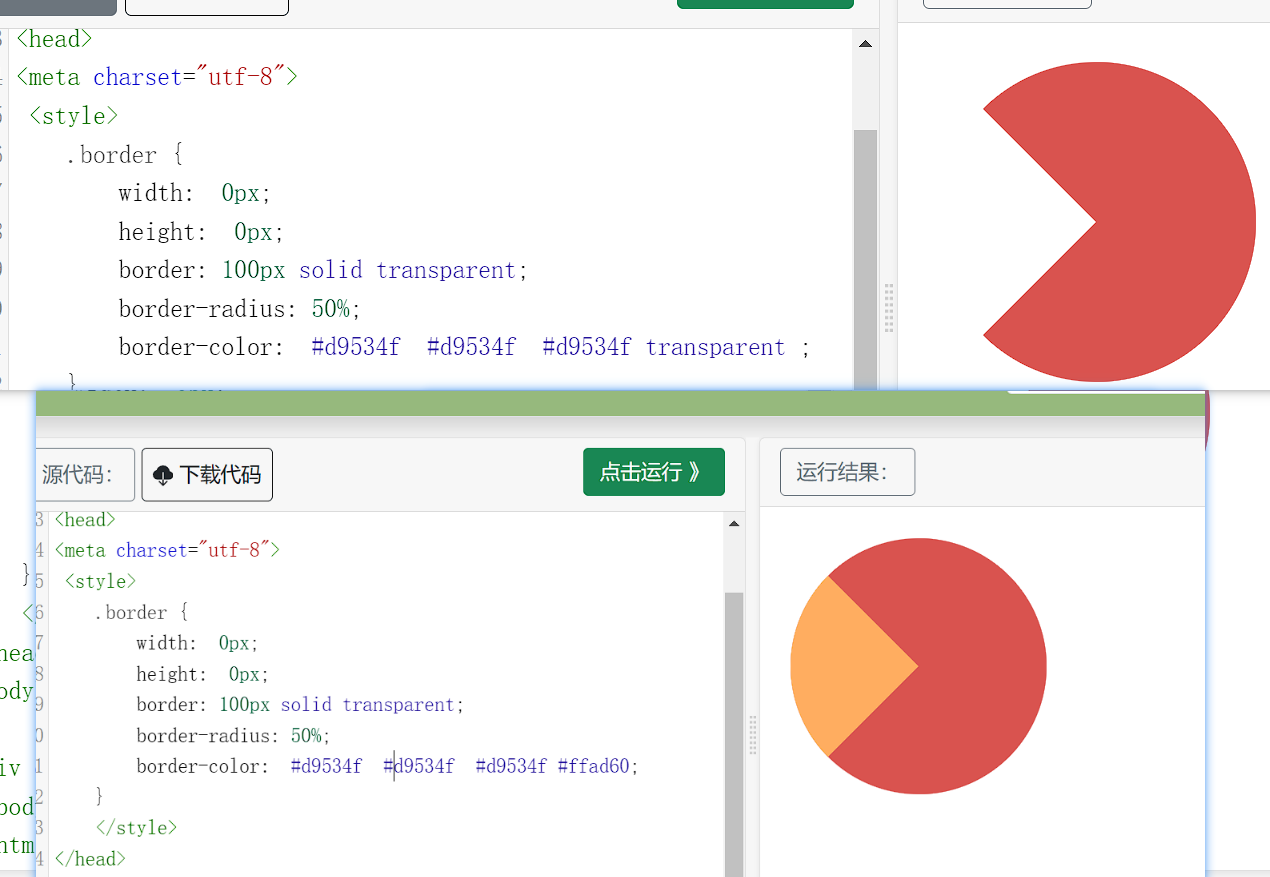 <head>
<meta charset="utf-8">
<style>
.border {
width:  0px;
height:  0px;
border: 100px solid transparent;
border-radius: 50%;
border-color:  #d9534f  #d9534f  #d9534f transparent ;
}
源代码:
下载代码
点击运行 》
运行结果:
3 <head>
4 <meta charset="utf-8">
5 <style>
6 .border {
7 width:  0px;
8 height:  0px;
9 border: 100px solid transparent;
0 border-radius: 50%;
1 border-color:  #d9534f  #d9534f  #d9534f #ffad60;
2 }
3 </style>
4 </head>
}
<
hea
ody
iv
bod
htm